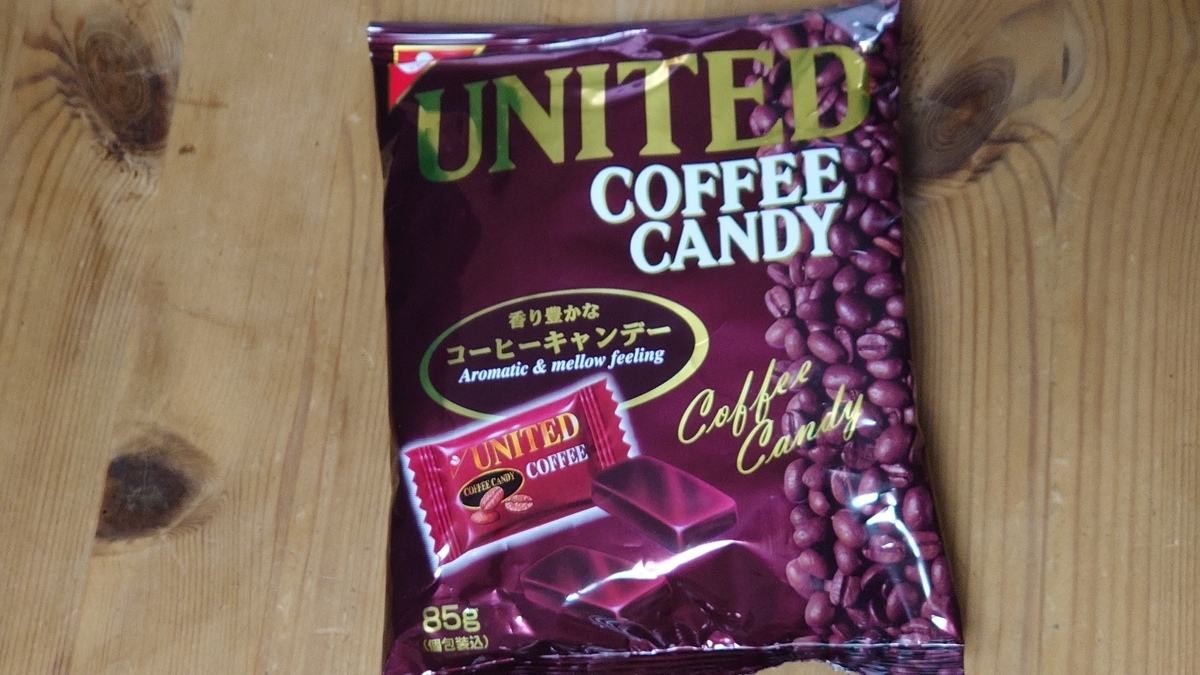 UNITED
COFFEE
CANDY
香り豊かな
コーヒーキャンデー
Aromatic & mellow feeling
Coffee
Candy
UNITED
COFFEE
COFFEE CANDY
85g
(個包装込)